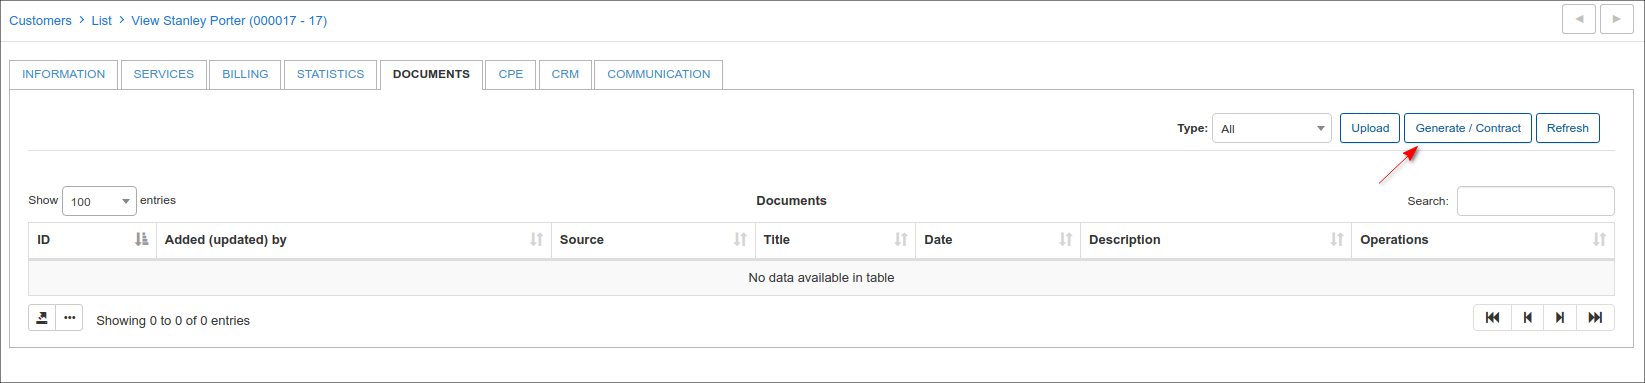 Customers > List > View Stanley Porter (000017 - 17)
INFORMATION SERVICES BILLING STATISTICS DOCUMENTS CPE CRM COMMUNICATION
Type: All Upload Generate / Contract Refresh
Show 100 entries Documents Search:
ID Added (updated) by Source Title Date Description Operations
No data available in table
Showing 0 to 0 of 0 entries